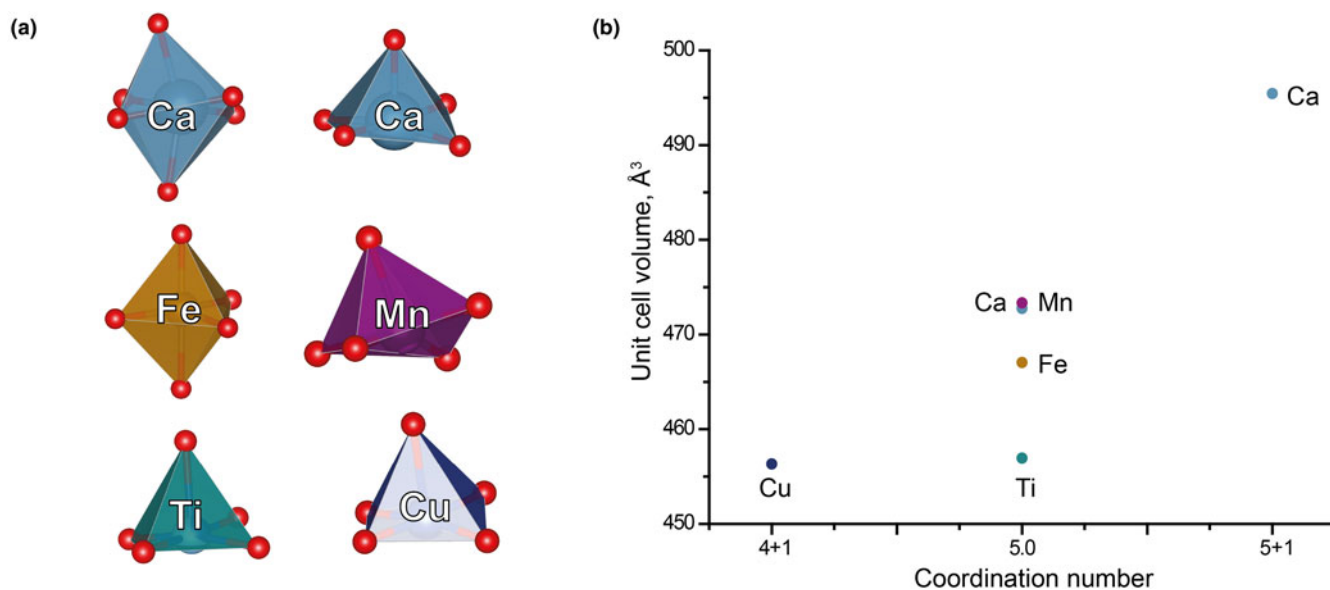 (a)
Ca
Ca
Fe
Mn
Ti
Cu
(b)
Unit cell volume, Å³
500
490
480
470
460
450
Ca
Ca
Mn
Fe
Cu
Ti
4+1
5.0
5+1
Coordination number